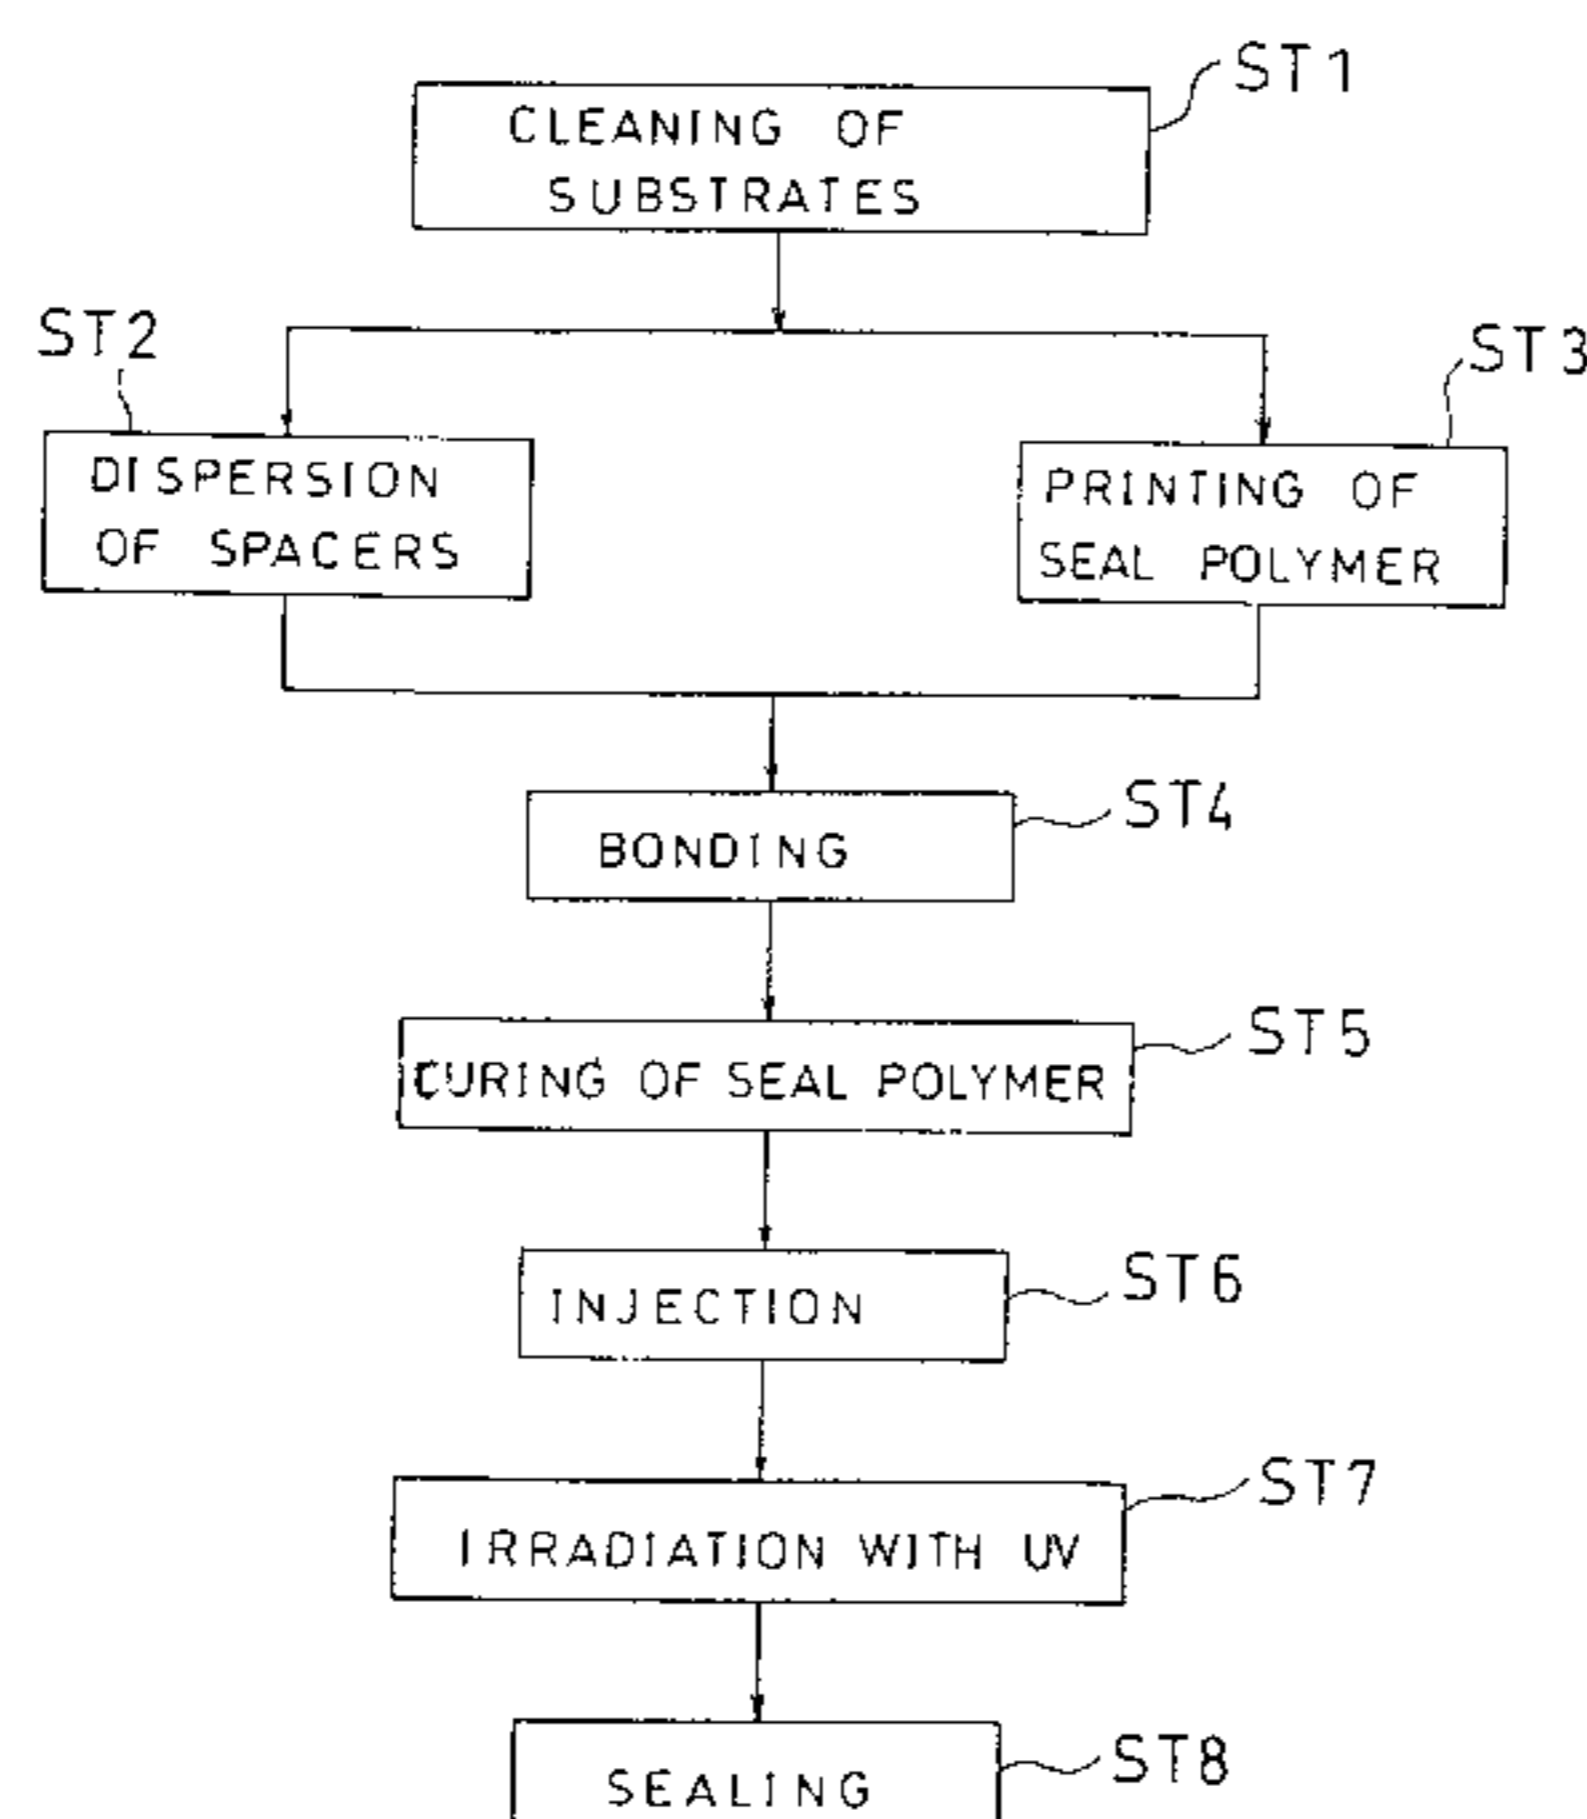 ST1
CLEANING OF
SUBSTRATES
ST2
ST3
DISPERSION
OF SPACERS
PRINTING OF
SEAL POLYMER
ST4
BONDING
ST5
CURING OF SEAL POLYMER
ST6
INJECTION
ST7
IRRADIATION WITH UV
ST8
SEALING